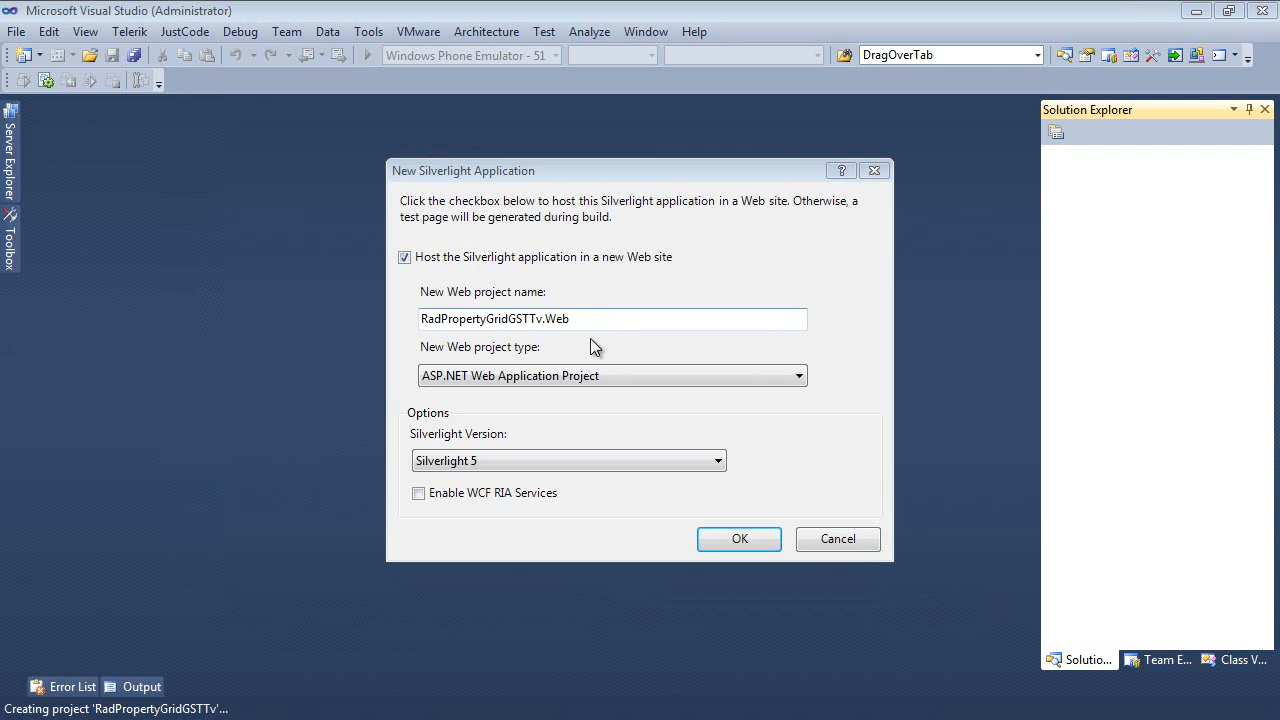 Microsoft Visual Studio (Administrator)
File Edit View Telerik JustCode Debug Team Data Tools VMware Architecture Test Analyze Window Help
Windows Phone Emulator - 51
DragOverTab
Server Explorer
Toolbox
Solution Explorer
New Silverlight Application
Click the checkbox below to host this Silverlight application in a Web site. Otherwise, a
test page will be generated during build.
Host the Silverlight application in a new Web site
New Web project name:
RadPropertyGridGSTTv.Web
New Web project type:
ASP.NET Web Application Project
Options
Silverlight Version:
Silverlight 5
Enable WCF RIA Services
OK Cancel
Solutio... Team E... Class V...
Error List Output
Creating project 'RadPropertyGridGSTTv'...